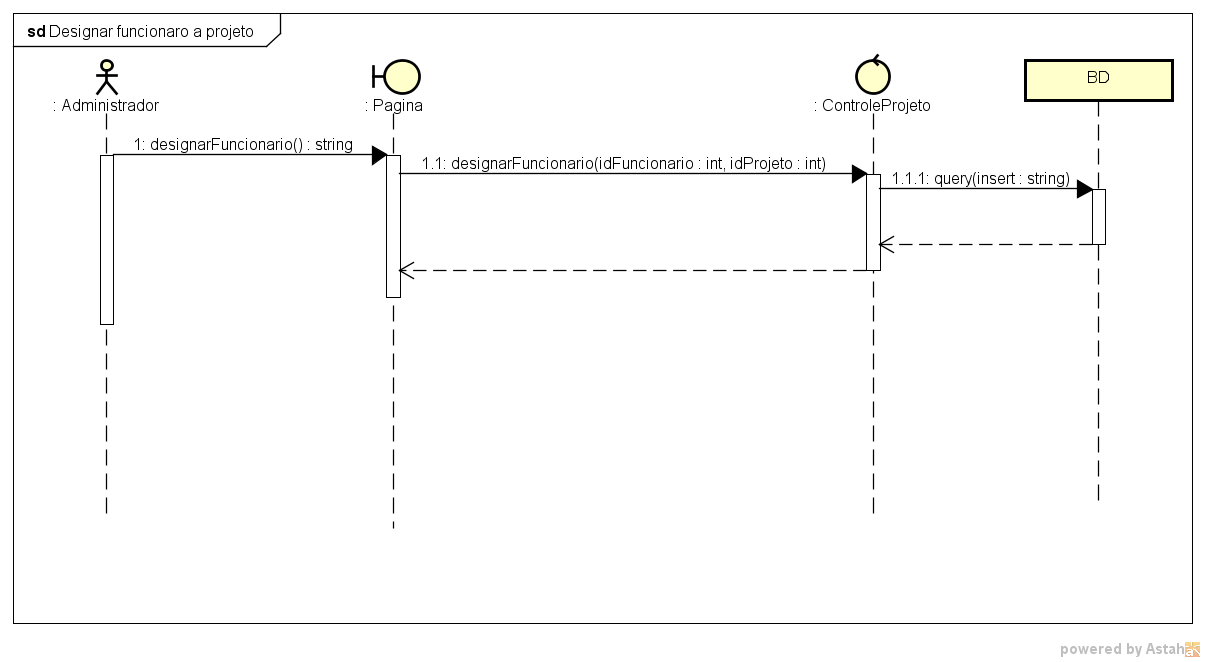 sd Designar funcionaro a projeto
: Administrador
: Pagina
: ControleProjeto
BD
1: designarFuncionario() : string
1.1: designarFuncionario(idFuncionario : int, idProjeto : int)
1.1.1: query(insert : string)
powered by Astah